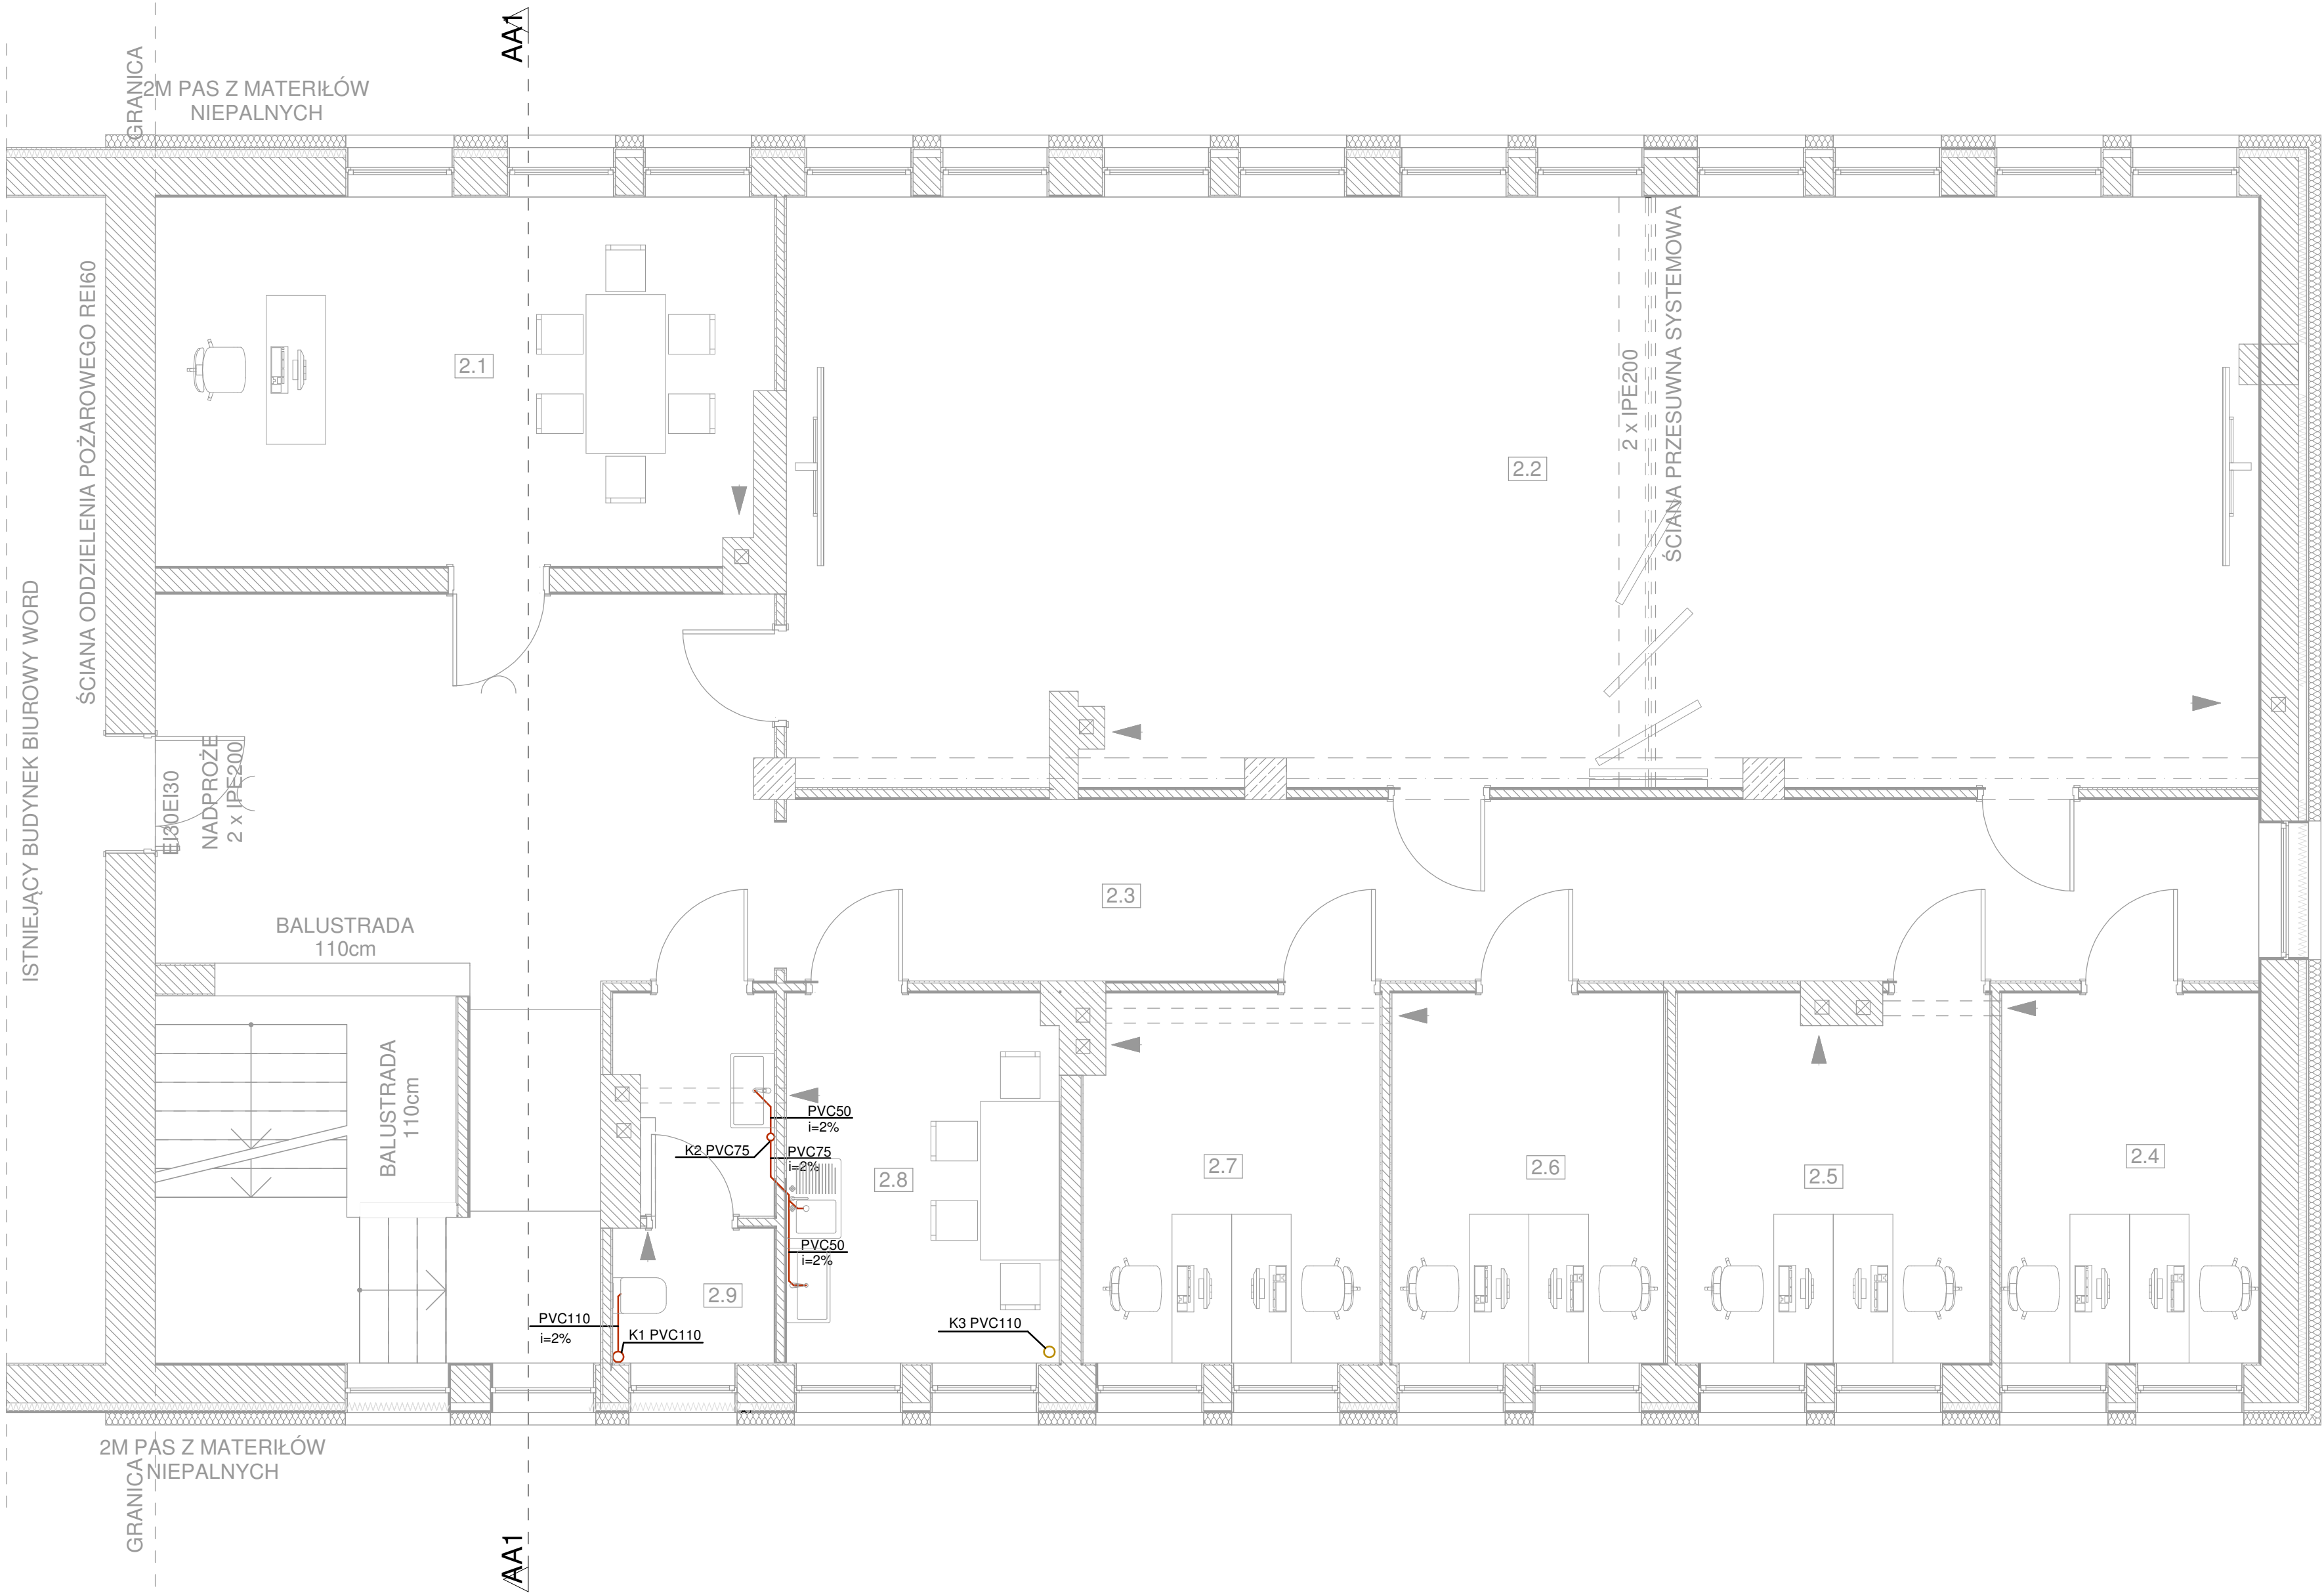 AA1
GRANICA
2M PAS Z MATERIŁÓW
NIEPALNYCH
ISTNIEJĄCY BUDYNEK BIUROWY WORD
ŚCIANA ODDZIELENIA POŻAROWEGO REI60
2.1
2.2
2 x IPE200
ŚCIANA PRZESUWNA SYSTEMOWA
EI30EI30
NADPROŻE
2 x IPE200
2.3
BALUSTRADA
110cm
BALUSTRADA
110cm
PVC50
i=2%
K2 PVC75
PVC75
i=2%
2.8
2.7
2.6
2.5
2.4
PVC50
i=2%
2.9
PVC110
i=2%
K1 PVC110
K3 PVC110
2M PAS Z MATERIŁÓW
NIEPALNYCH
GRANICA
AA1